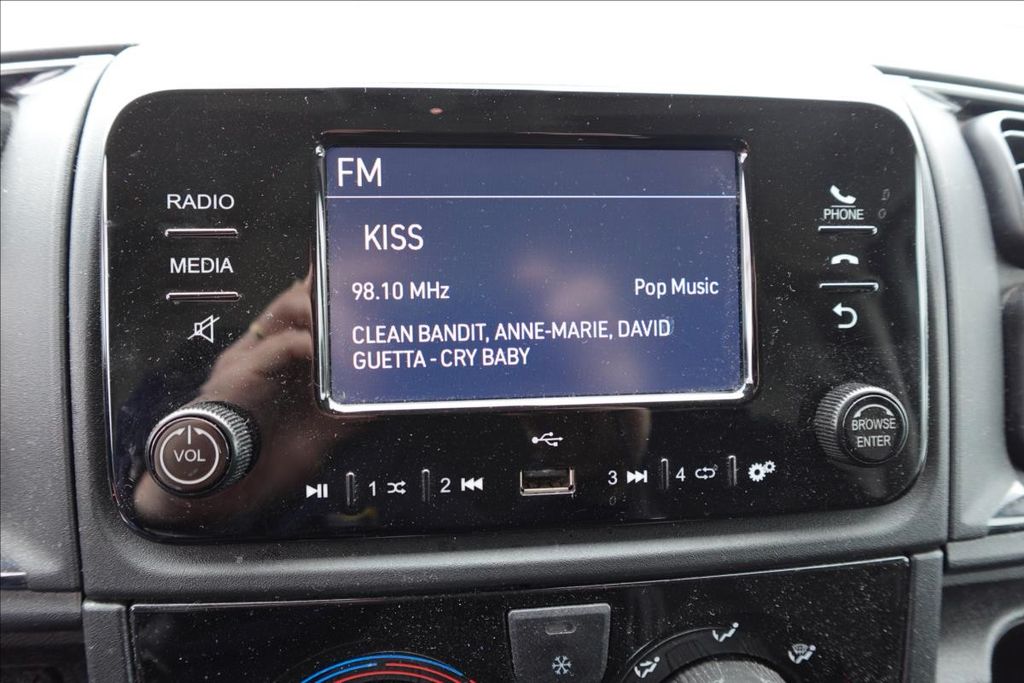 FM
RADIO
KISS
PHONE
MEDIA
98.10 MHz
Pop Music
CLEAN BANDIT, ANNE-MARIE, DAVID
GUETTA - CRY BABY
VOL
BROWSE
ENTER
1
2
3
4